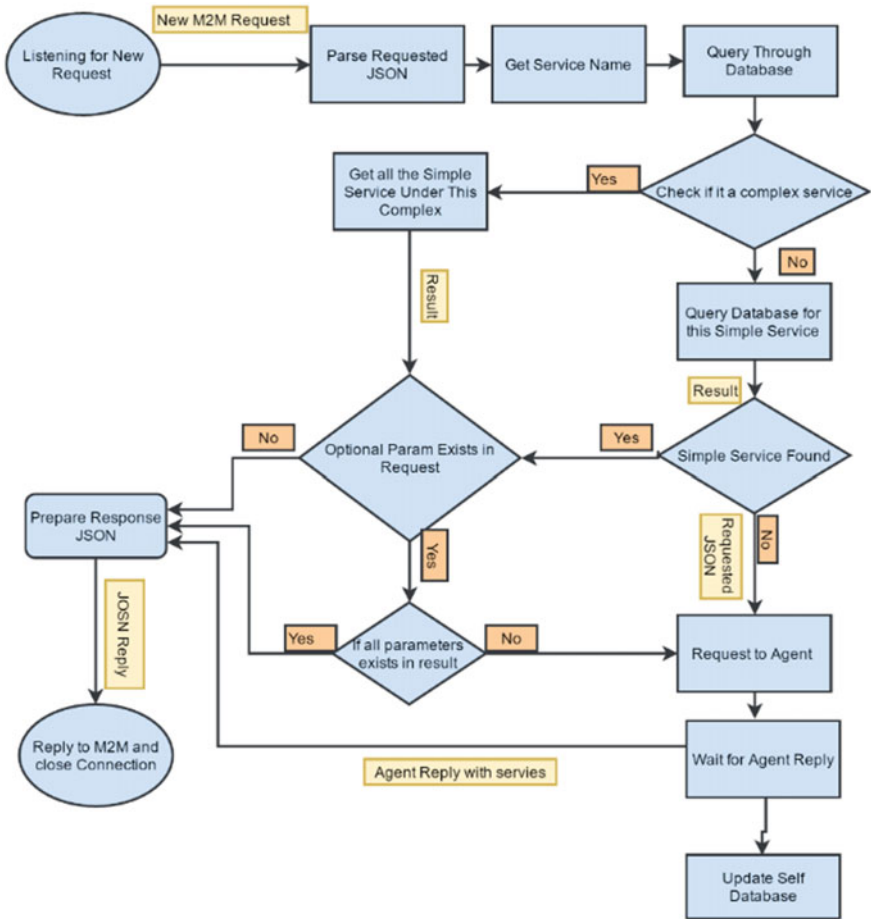 New M2M Request
Listening for New
Request
Parse Requested
JSON
Get Service Name
Query Through
Database
Get all the Simple
Service Under This
Complex
Yes
Check if it a complex service
No
Result
Query Database for
this Simple Service
Result
No
Optional Param Exists in
Request
Yes
Simple Service Found
Prepare Response
JSON
Yes
Requested
JSON
No
JOSN Reply
Yes
If all parameters
exists in result
No
Request to Agent
Reply to M2M and
close Connection
Wait for Agent Reply
Agent Reply with servies
Update Self
Database